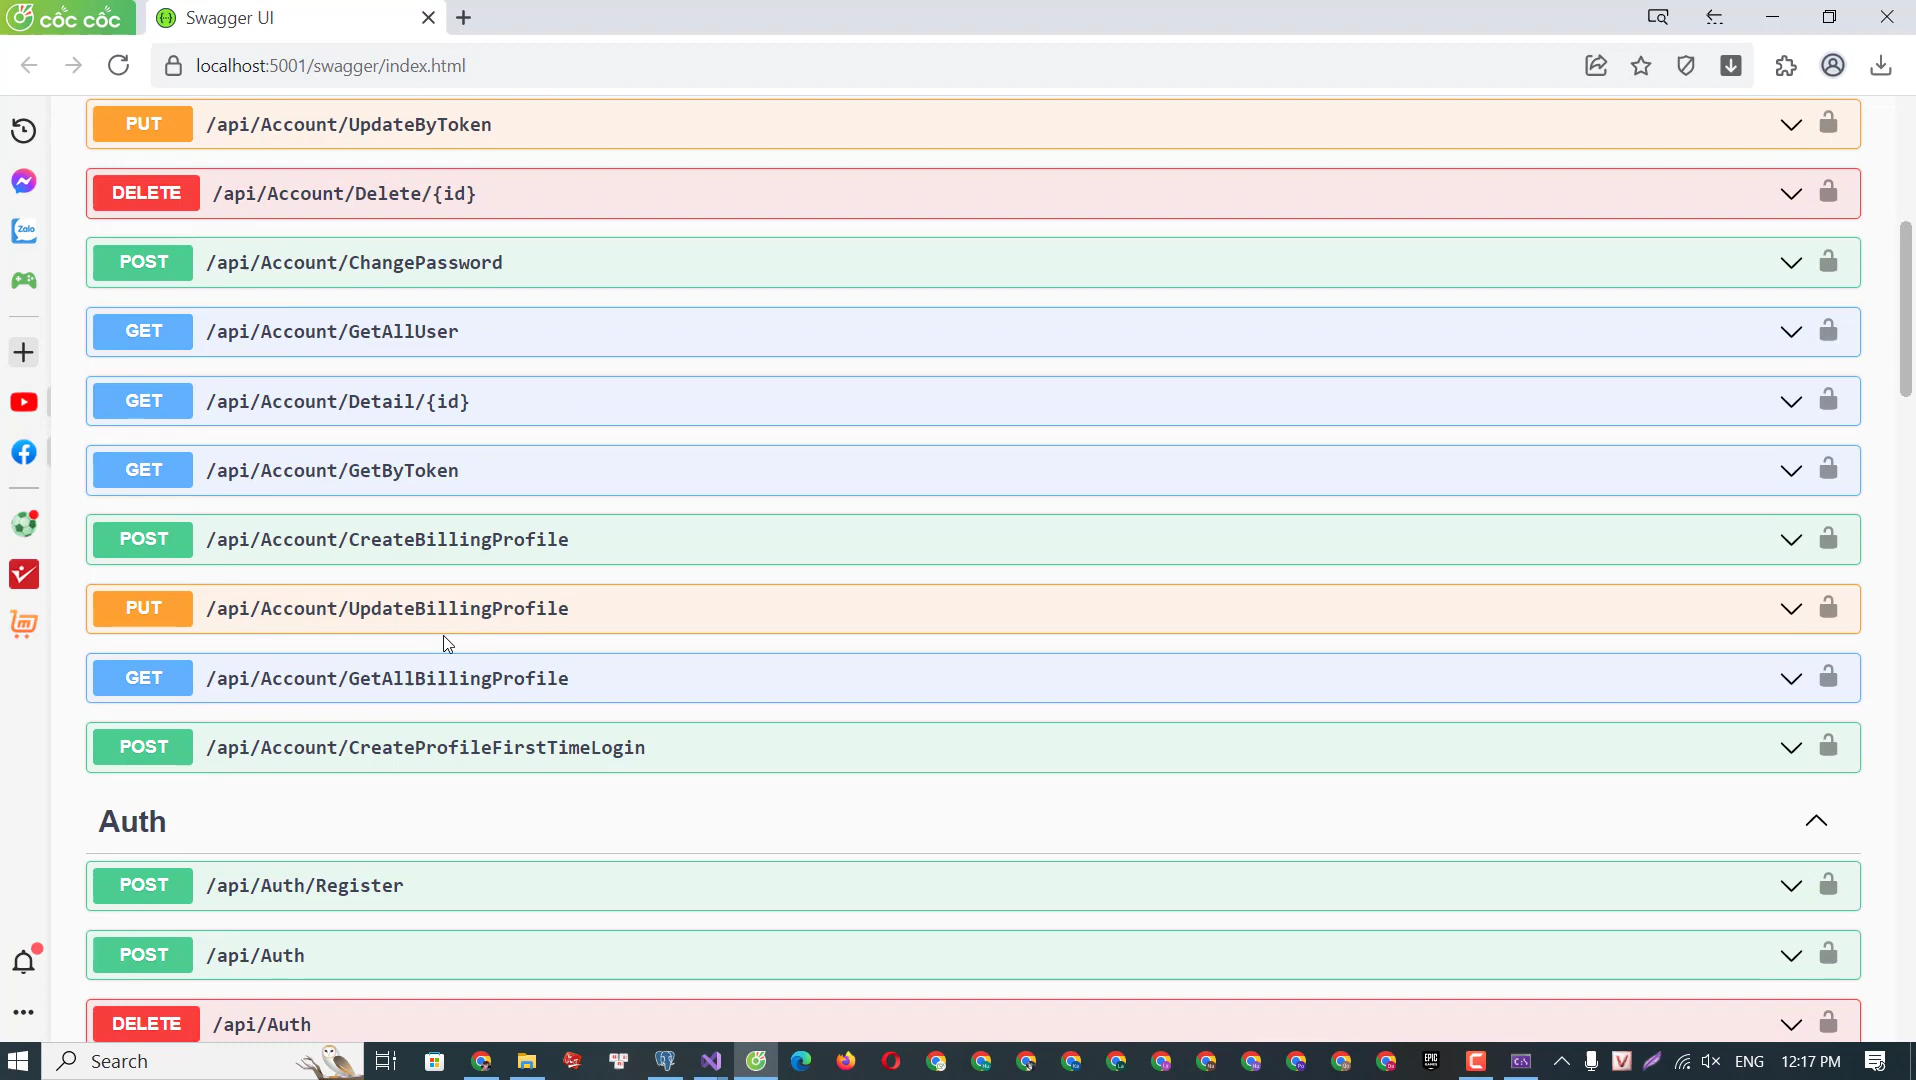 cốc cốc
Swagger UI
localhost:5001/swagger/index.html
PUT /api/Account/UpdateByToken
DELETE /api/Account/Delete/{id}
POST /api/Account/ChangePassword
GET /api/Account/GetAllUser
GET /api/Account/Detail/{id}
GET /api/Account/GetByToken
POST /api/Account/CreateBillingProfile
PUT /api/Account/UpdateBillingProfile
GET /api/Account/GetAllBillingProfile
POST /api/Account/CreateProfileFirstTimeLogin
Auth
POST /api/Auth/Register
POST /api/Auth
DELETE /api/Auth
Zalo
Search
EPIC
ENG
12:17 PM